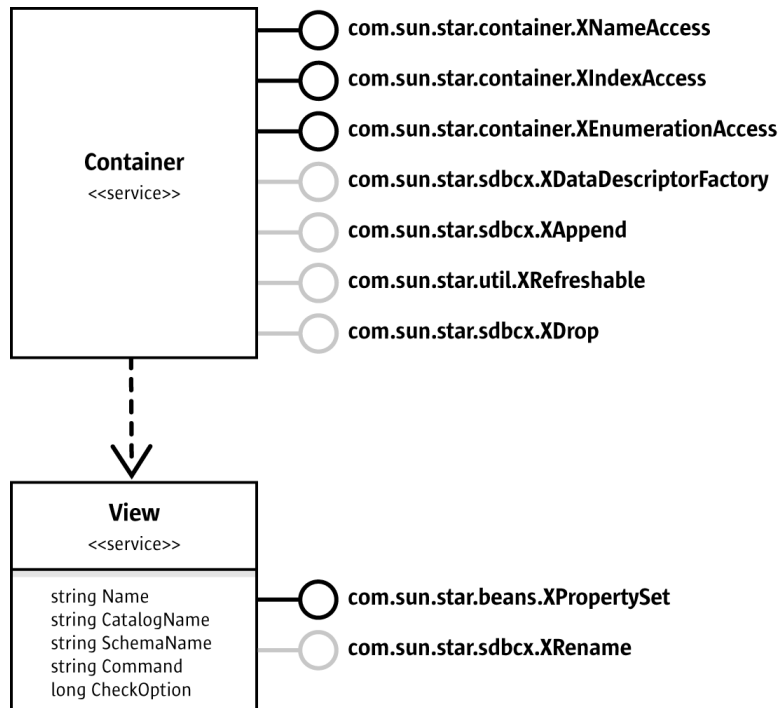 Container
<<service>>
com.sun.star.container.XNameAccess
com.sun.star.container.XIndexAccess
com.sun.star.container.XEnumerationAccess
com.sun.star.sdbcx.XDataDescriptorFactory
com.sun.star.sdbcx.XAppend
com.sun.star.util.XRefreshable
com.sun.star.sdbcx.XDrop
View
<<service>>
string Name
string CatalogName
string SchemaName
string Command
long CheckOption
com.sun.star.beans.XPropertySet
com.sun.star.sdbcx.XRename